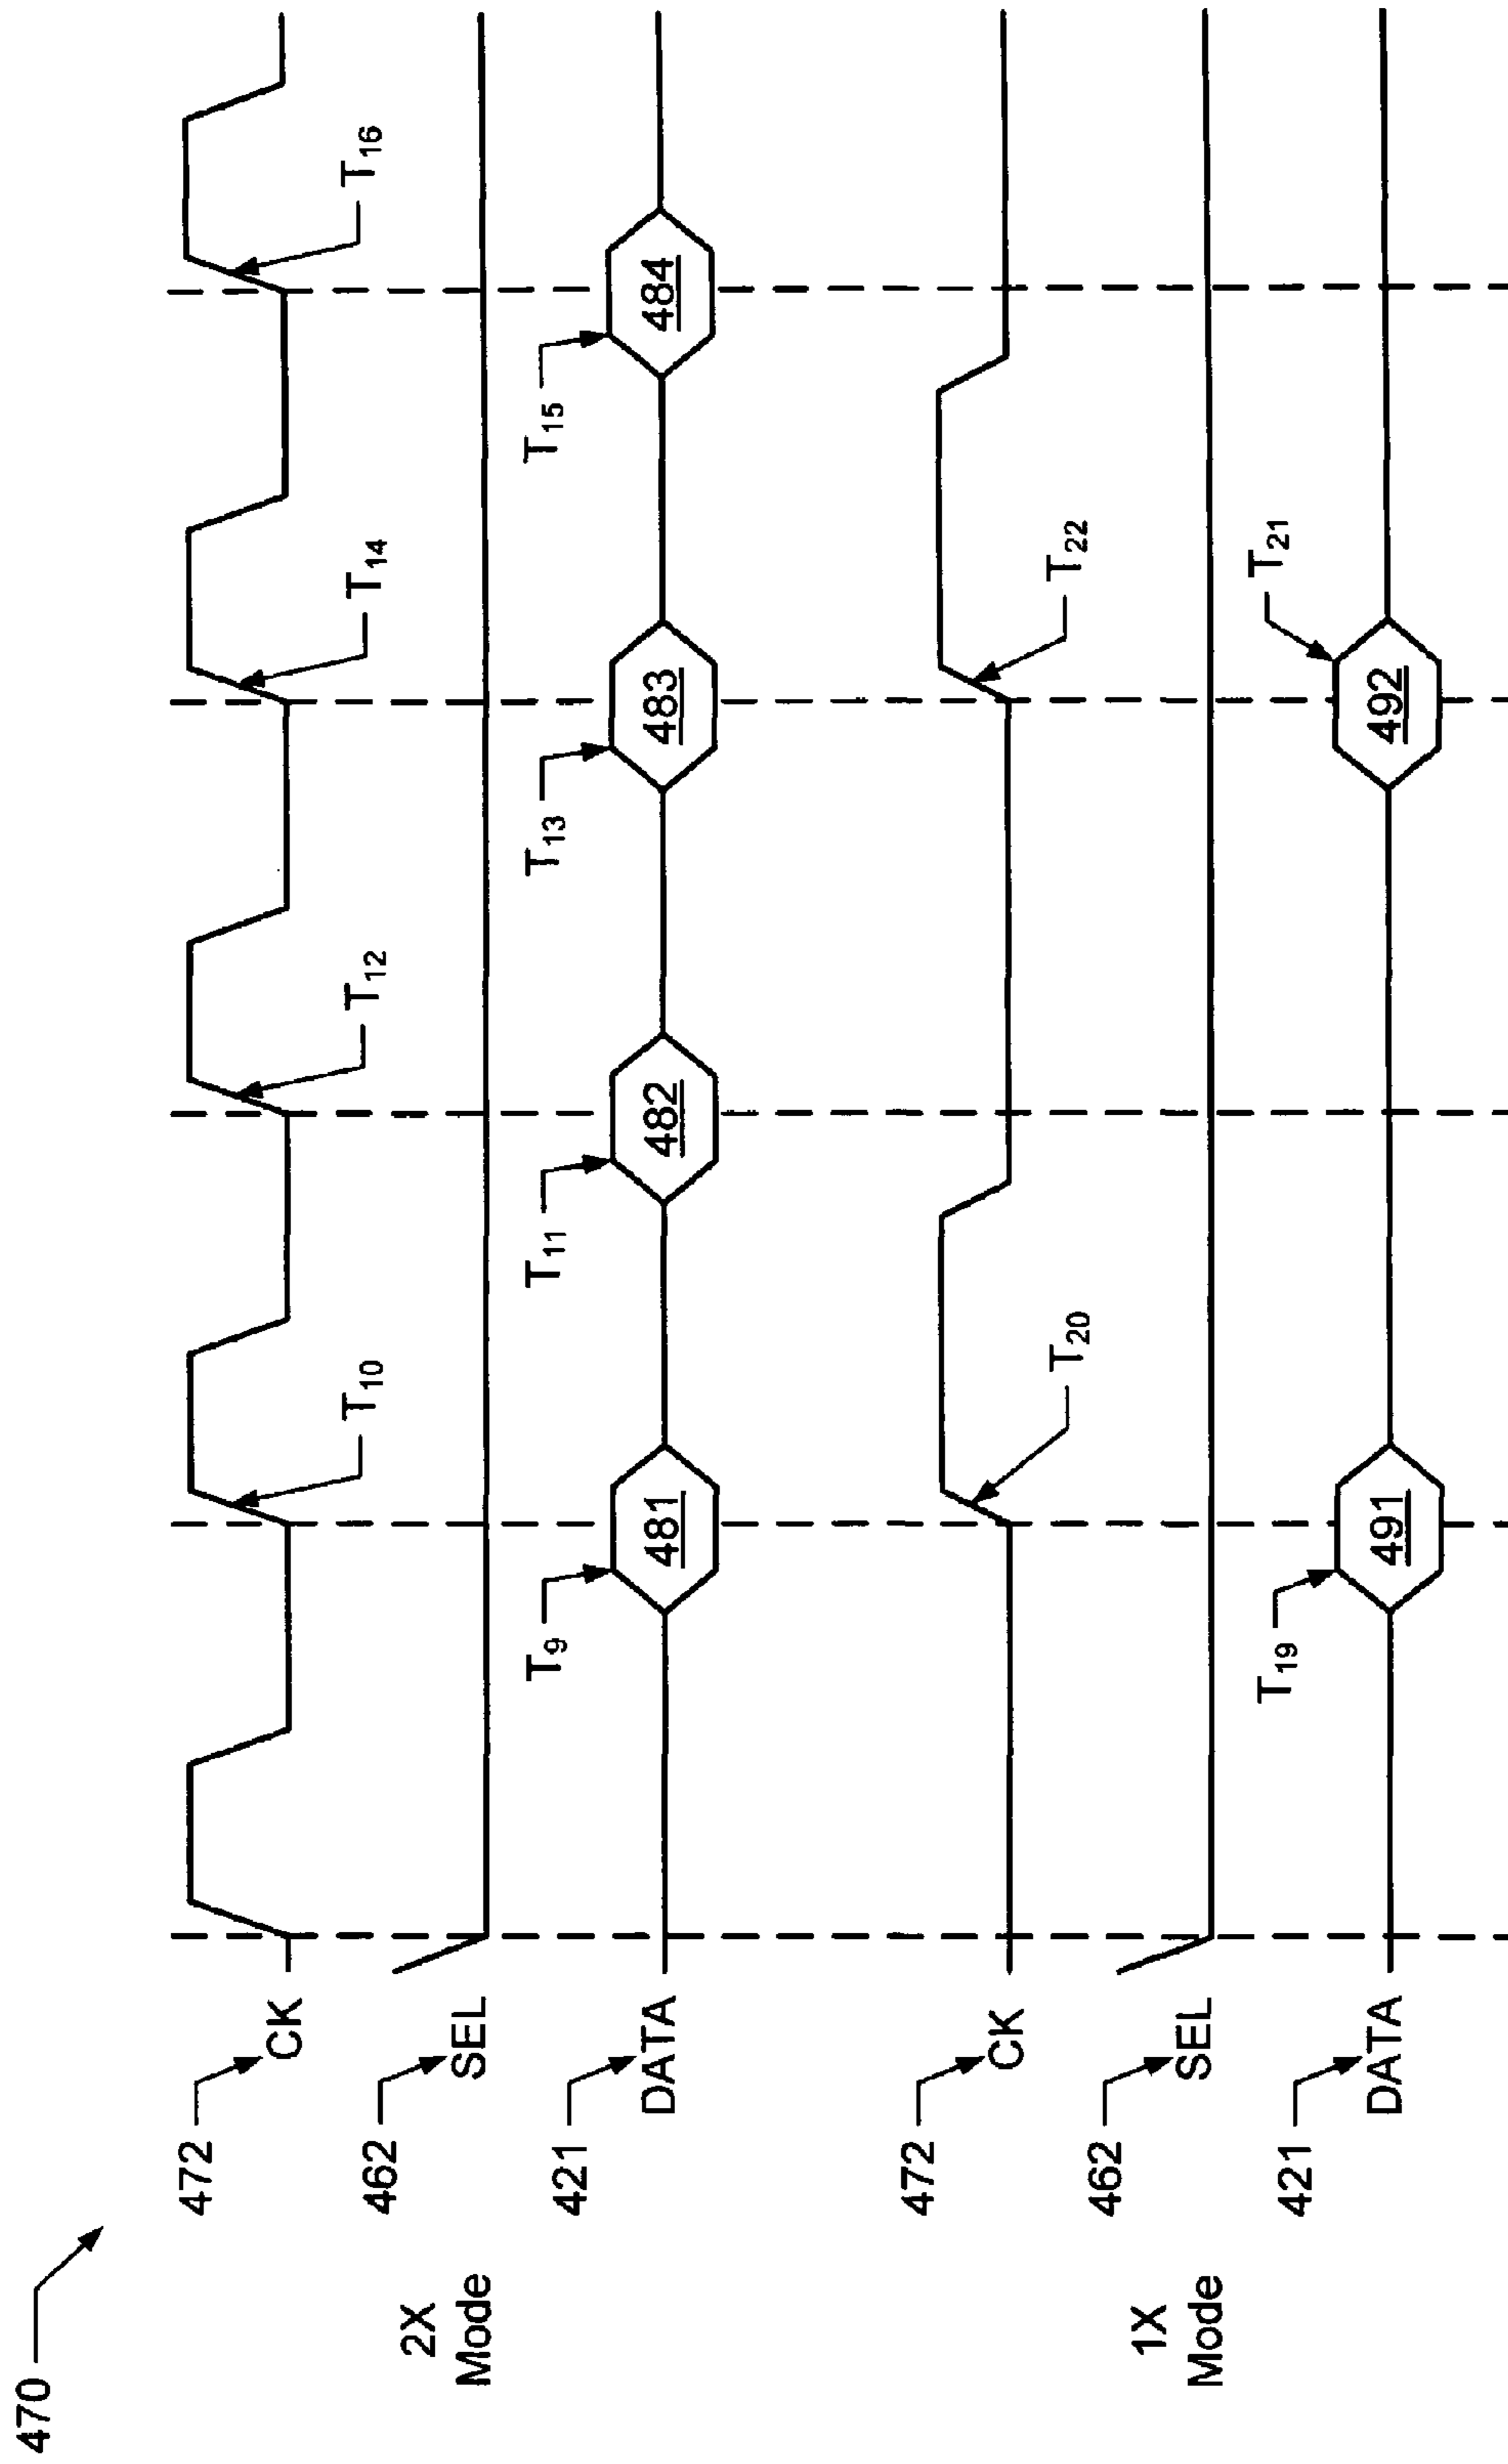 470
2X
Mode
472
CK
T10
T12
T14
T16
462
SEL
421
DATA
T9
481
T11
482
T13
483
T15
484
1X
Mode
472
CK
T20
T22
462
SEL
421
DATA
T19
491
T21
492